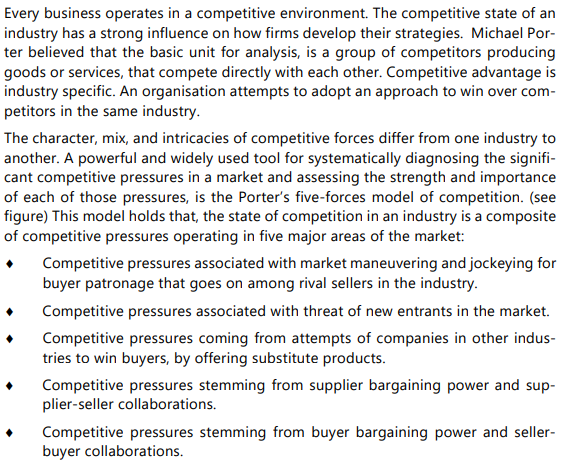 Every business operates in a competitive environment. The competitive state of an
industry has a strong influence on how firms develop their strategies. Michael Por-
ter believed that the basic unit for analysis, is a group of competitors producing
goods or services, that compete directly with each other. Competitive advantage is
industry specific. An organisation attempts to adopt an approach to win over com-
petitors in the same industry.
The character, mix, and intricacies of competitive forces differ from one industry to
another. A powerful and widely used tool for systematically diagnosing the signifi-
cant competitive pressures in a market and assessing the strength and importance
of each of those pressures, is the Porter's five-forces model of competition. (see
figure) This model holds that, the state of competition in an industry is a composite
of competitive pressures operating in five major areas of the market:
♦ Competitive pressures associated with market maneuvering and jockeying for
buyer patronage that goes on among rival sellers in the industry.
♦ Competitive pressures associated with threat of new entrants in the market.
♦ Competitive pressures coming from attempts of companies in other indus-
tries to win buyers, by offering substitute products.
♦ Competitive pressures stemming from supplier bargaining power and sup-
plier-seller collaborations.
♦ Competitive pressures stemming from buyer bargaining power and seller-
buyer collaborations.